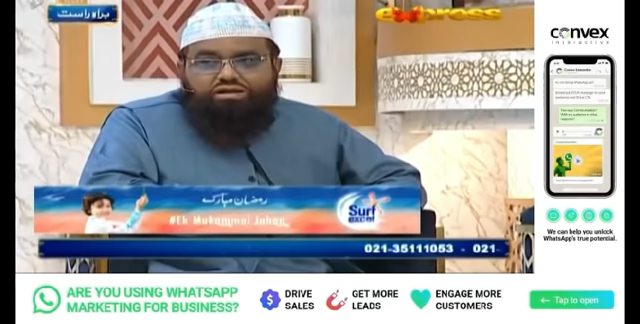 براہ راست
express
رمضان مبارک
#Ek Mukammal Jahan
Surf
excel
021-35111053 - 021-
convex
INTERACTIVE
We can help you unlock
WhatsApp's true potential.
ARE YOU USING WHATSAPP
MARKETING FOR BUSINESS?
DRIVE
SALES
GET MORE
LEADS
ENGAGE MORE
CUSTOMERS
← Tap to open